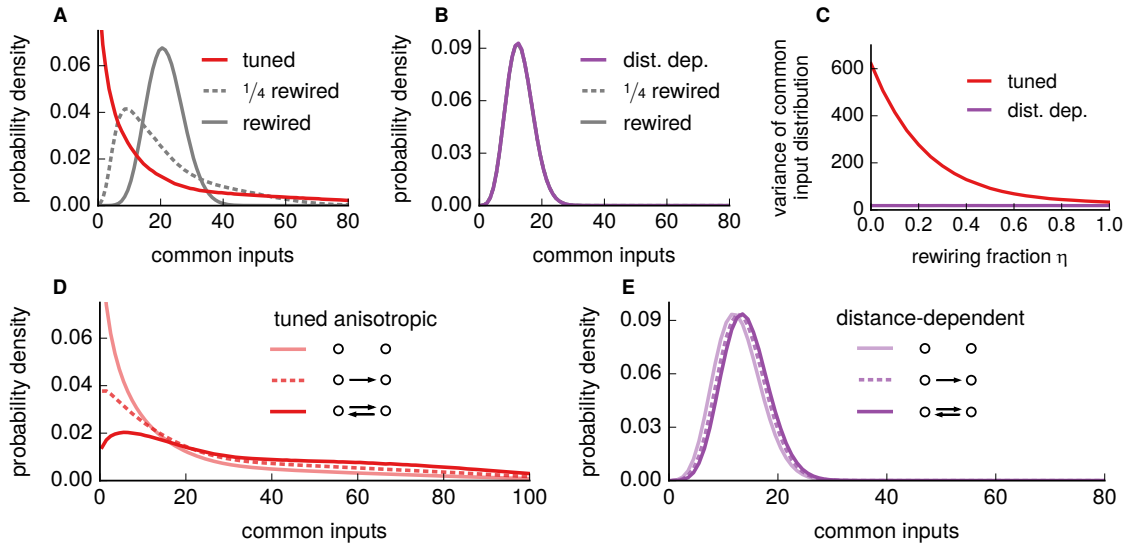 A
probability density
0.06
0.04
0.02
0.00
0 20 40 60 80
common inputs
tuned
1/4 rewired
rewired
B
probability density
0.09
0.06
0.03
0.00
0 20 40 60 80
common inputs
dist. dep.
1/4 rewired
rewired
C
variance of common
input distribution
600
400
200
0
0.0 0.2 0.4 0.6 0.8 1.0
rewiring fraction η
tuned
dist. dep.
D
probability density
0.06
0.04
0.02
0.00
0 20 40 60 80 100
common inputs
tuned anisotropic
E
probability density
0.09
0.06
0.03
0.00
0 20 40 60 80
common inputs
distance-dependent